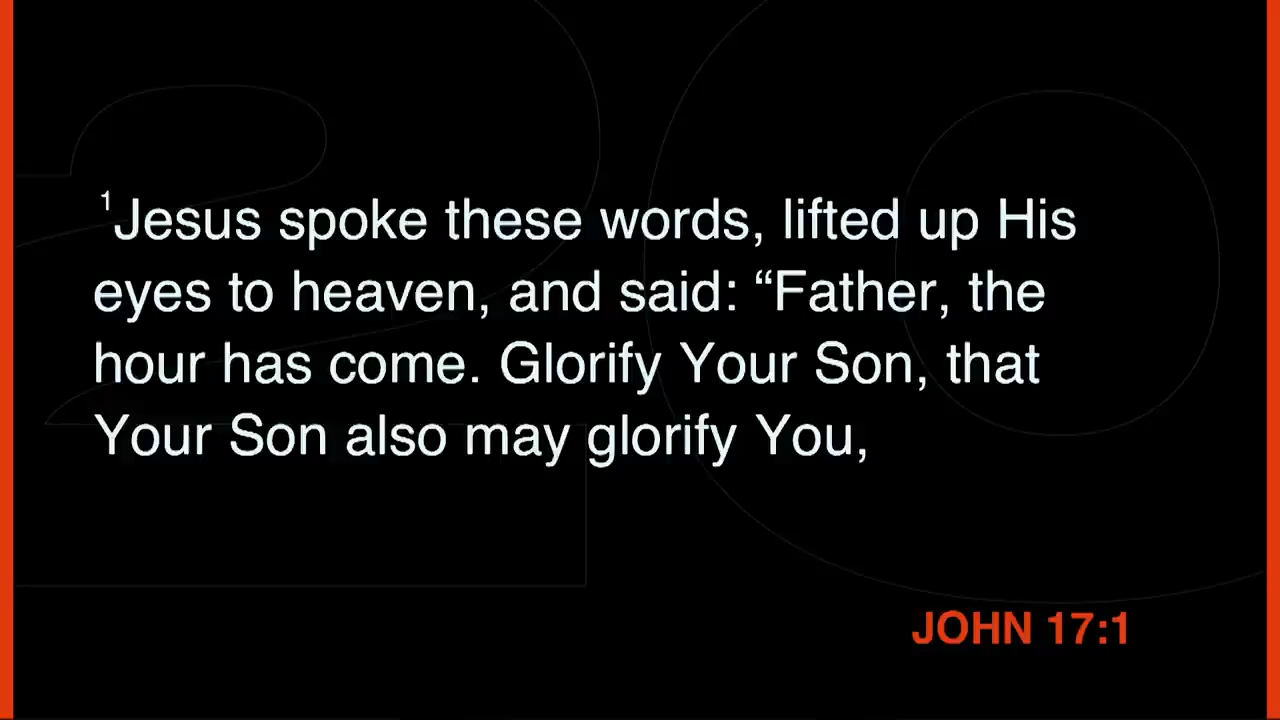 1Jesus spoke these words, lifted up His
eyes to heaven, and said: “Father, the
hour has come. Glorify Your Son, that
Your Son also may glorify You,
JOHN 17:1
20